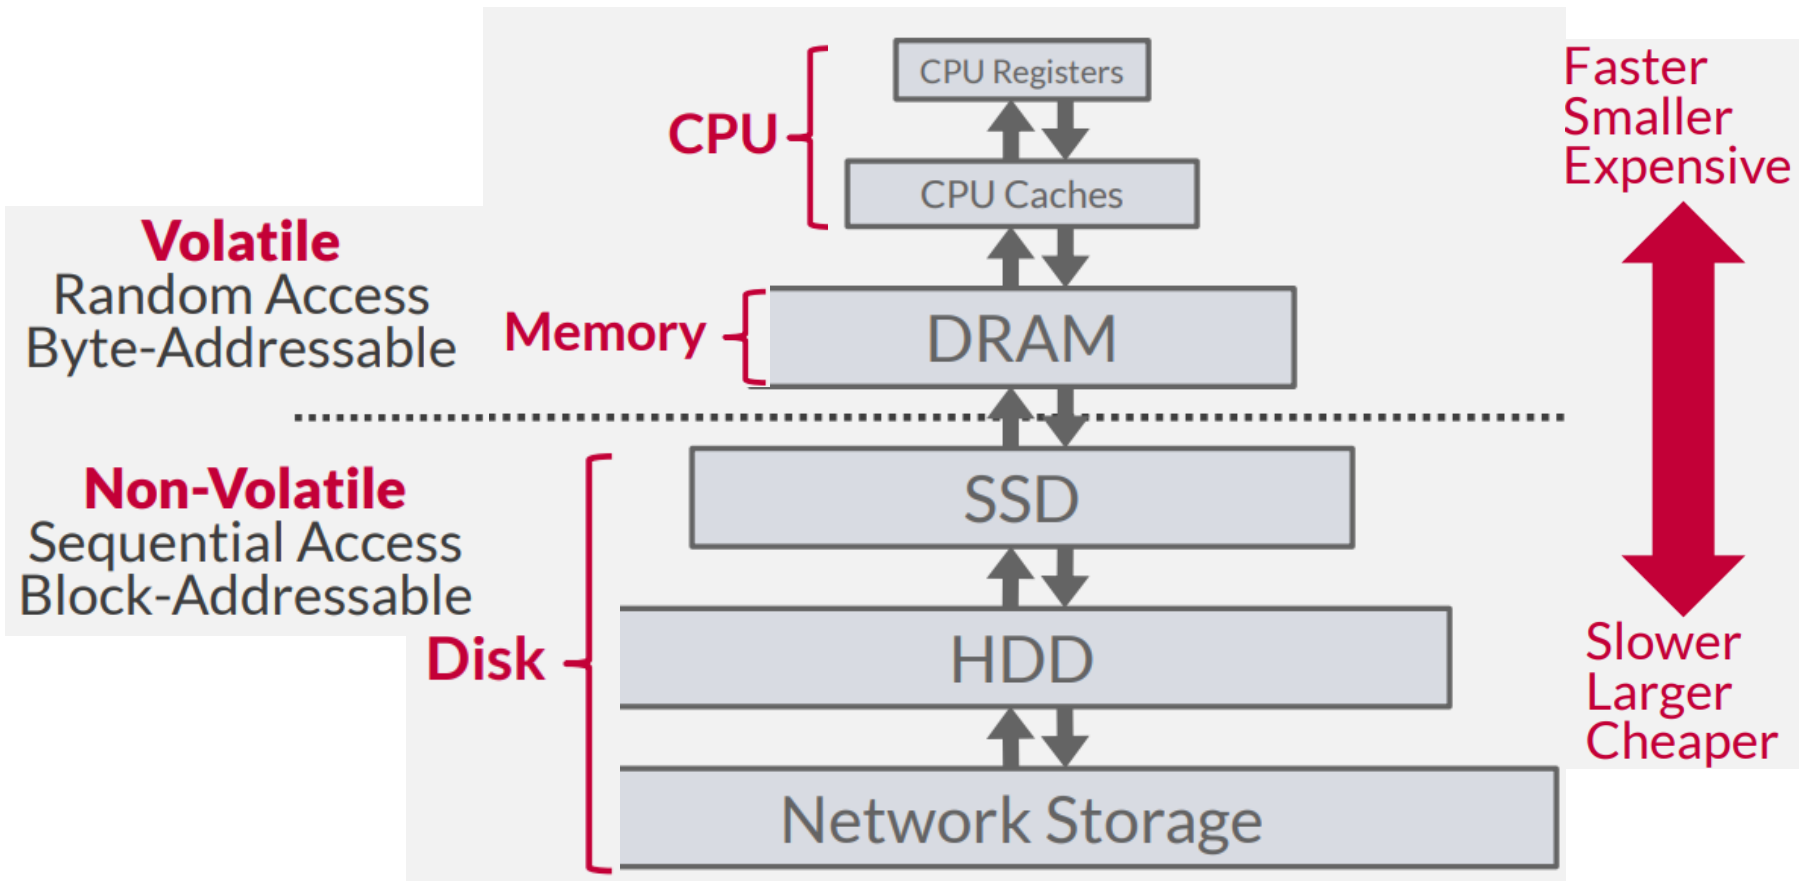 CPU Registers
CPU
CPU Caches
Faster
Smaller
Expensive
Volatile
Random Access
Byte-Addressable
Memory
DRAM
Non-Volatile
Sequential Access
Block-Addressable
SSD
Disk
HDD
Network Storage
Slower
Larger
Cheaper